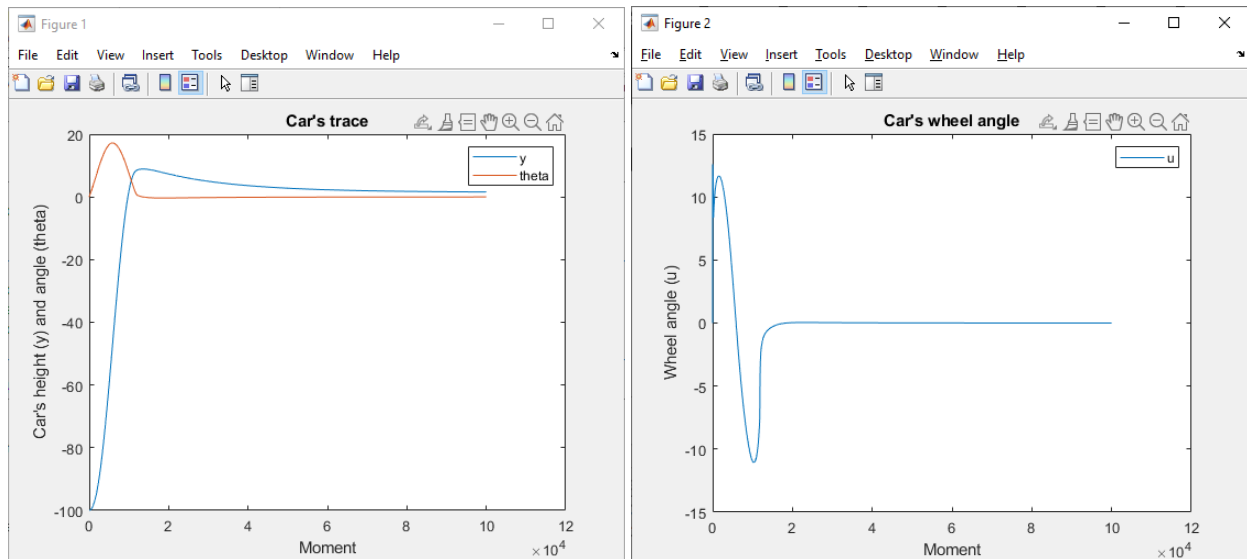 Figure 1
File Edit View Insert Tools Desktop Window Help
Car's trace
y
theta
20
0
-20
-40
-60
-80
-100
Car's height (y) and angle (theta)
0 2 4 6 8 10 12
×10^4
Moment
Figure 2
File Edit View Insert Tools Desktop Window Help
Car's wheel angle
u
15
10
5
0
-5
-10
-15
Wheel angle (u)
0 2 4 6 8 10 12
×10^4
Moment